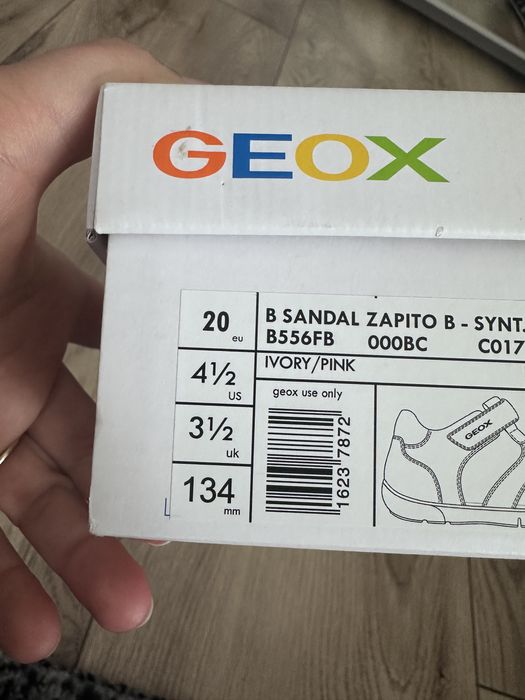 GEOX
20 eu
4½ US
3½ uk
134 mm
B SANDAL ZAPITO B - SYNT.
B556FB 000BC C017
IVORY/PINK
geox use only
1623 7872
GEOX